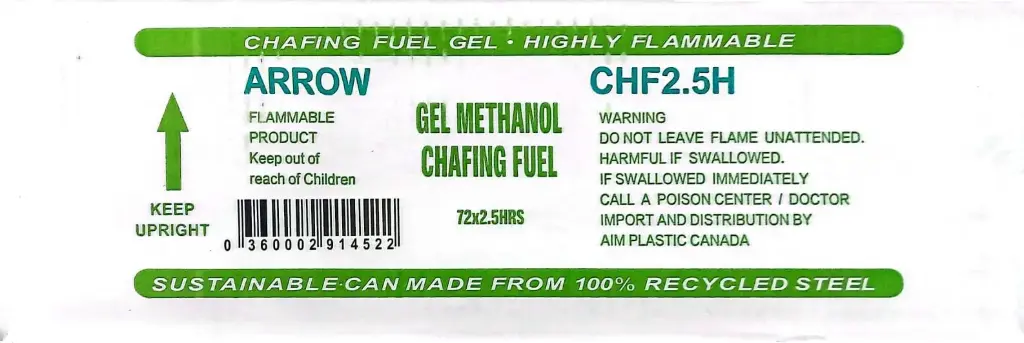 CHAFING FUEL GEL · HIGHLY FLAMMABLE
ARROW
FLAMMABLE
PRODUCT
Keep out of
reach of Children
KEEP
UPRIGHT
0 360002 914522
GEL METHANOL
CHAFING FUEL
72x2.5HRS
CHF2.5H
WARNING
DO NOT LEAVE FLAME UNATTENDED.
HARMFUL IF SWALLOWED.
IF SWALLOWED IMMEDIATELY
CALL A POISON CENTER / DOCTOR
IMPORT AND DISTRIBUTION BY
AIM PLASTIC CANADA
SUSTAINABLE·CAN MADE FROM 100% RECYCLED STEEL